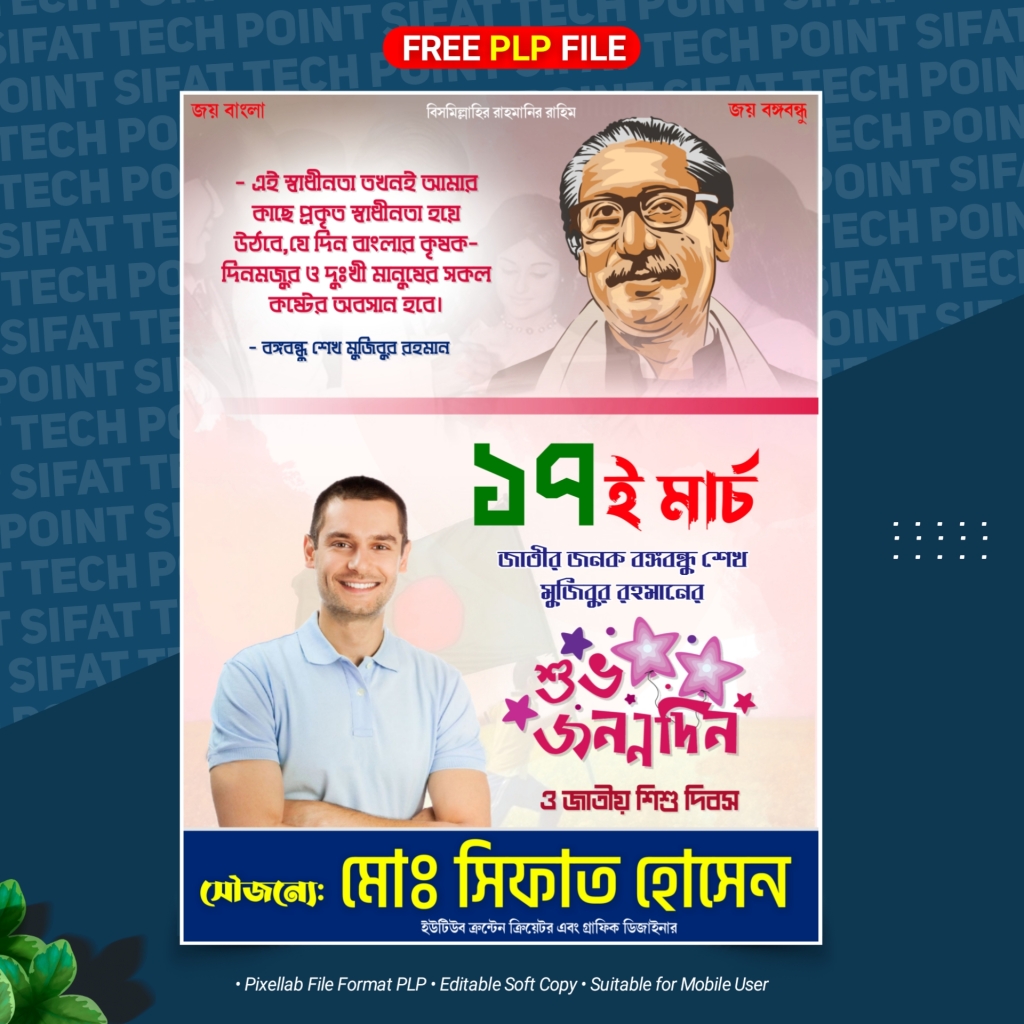 FREE PLP FILE
জয় বাংলা
বিসমিল্লাহির রাহমানির রাহিম
জয় বঙ্গবন্ধু
- এই স্বাধীনতা তখনই আমার
কাছে প্রকৃত স্বাধীনতা হয়ে
উঠবে,যে দিন বাংলার কৃষক-
দিনমজুর ও দুঃখী মানুষের সকল
কষ্টের অবসান হবে।
- বঙ্গবন্ধু শেখ মুজিবুর রহমান
১৭ই মার্চ
জাতীর জনক বঙ্গবন্ধু শেখ
মুজিবুর রহমানের
শুভ
জন্মদিন
ও জাতীয় শিশু দিবস
সৌজন্যে: মোঃ সিফাত হোসেন
ইউটিউব ক্রন্টেন ক্রিয়েটর এবং গ্রাফিক ডিজাইনার
• Pixellab File Format PLP • Editable Soft Copy • Suitable for Mobile User